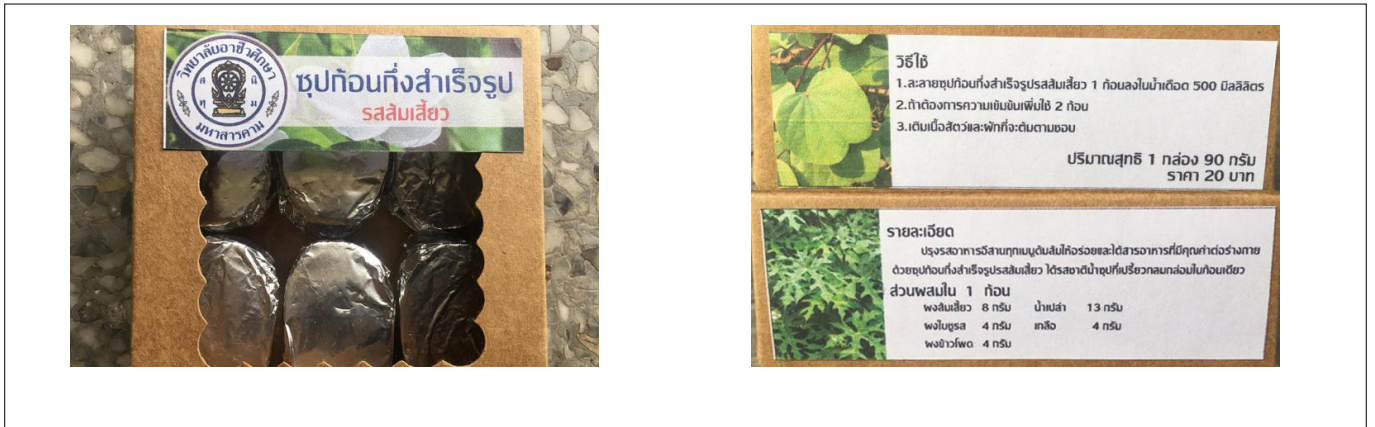 วิทยาลัยอาชีวศึกษา
ส นิ
ทุ ม
มหาสารคาม
ซุปก้อนกึ่งสำเร็จรูป
รสส้มเสี้ยว
วิธีใช้
1.ละลายซุปก้อนกึ่งสำเร็จรูปรสส้มเสี้ยว 1 ก้อนลงในน้ำเดือด 500 มิลลิลิตร
2.ถ้าต้องการความเข้มข้นเพิ่มใช้ 2 ก้อน
3.เติมเนื้อสัตว์และผักที่จะต้มตามชอบ
ปริมาณสุทธิ 1 กล่อง 90 กรัม
ราคา 20 บาท
รายละเอียด
ปรุงรสอาหารอีสานทุกเมนูต้มส้มให้อร่อยและได้สารอาหารที่มีคุณค่าต่อร่างกาย
ด้วยซุปก้อนกึ่งสำเร็จรูปรสส้มเสี้ยว ได้รสชาติน้ำซุปที่เปรี้ยวกลมกล่อมในก้อนเดียว
ส่วนผสมใน 1 ก้อน
ผงส้มเสี้ยว 8 กรัม น้ำเปล่า 13 กรัม
ผงใบชูรส 4 กรัม เกลือ 4 กรัม
ผงข้าวโพด 4 กรัม